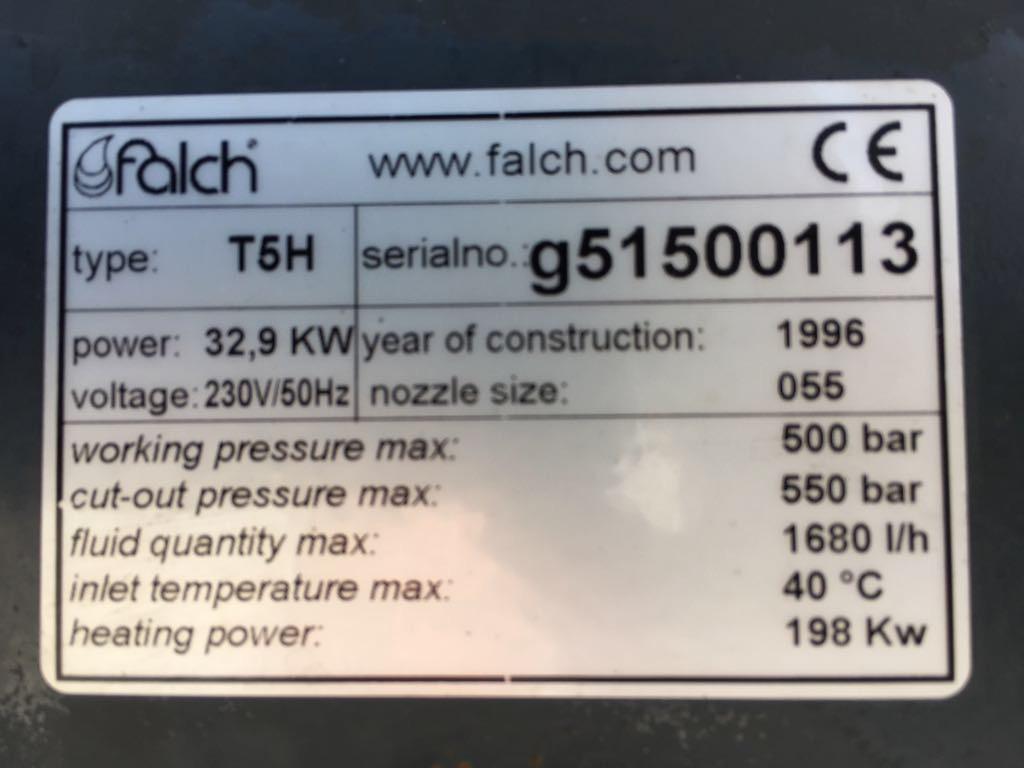 falch® www.falch.com CE
type: T5H serialno.: g51500113
power: 32,9 KW year of construction: 1996
voltage: 230V/50Hz nozzle size: 055
working pressure max: 500 bar
cut-out pressure max: 550 bar
fluid quantity max: 1680 l/h
inlet temperature max: 40 °C
heating power: 198 Kw